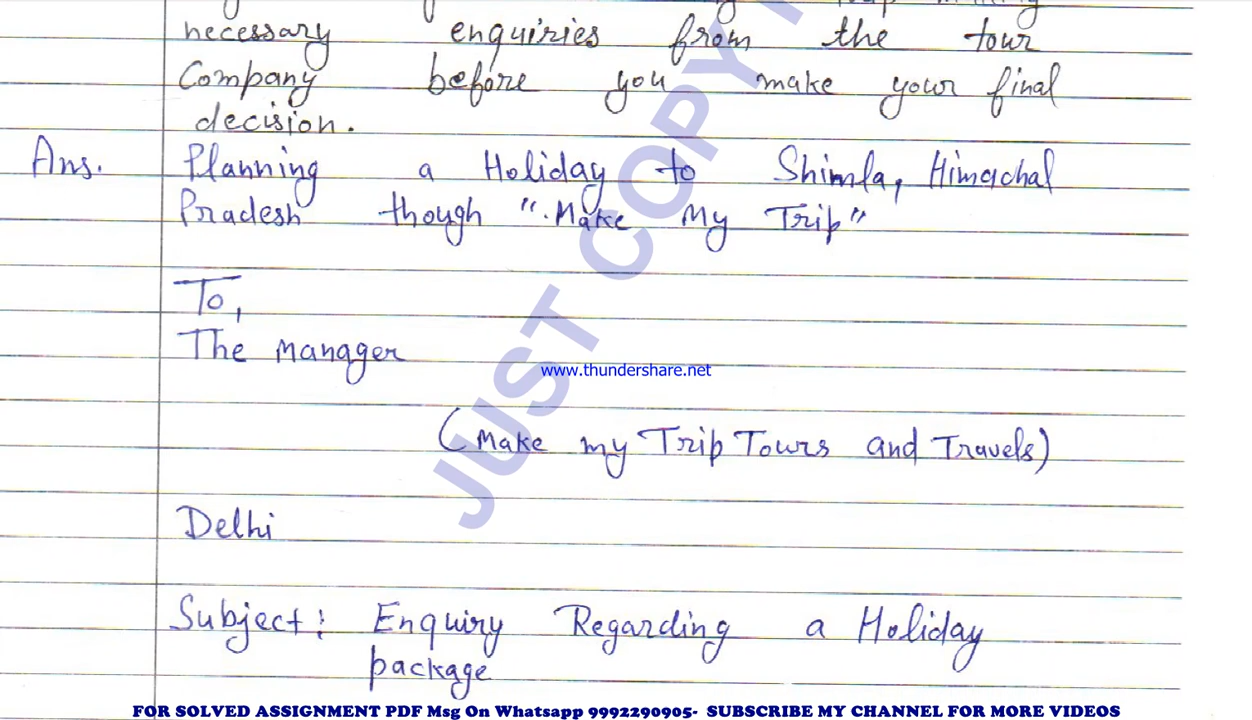 necessary enquiries from the tour
Company before you make your final
decision.
Ans. Planning a Holiday to Shimla, Himachal
Pradesh though "Make My Trip"
To,
The manager
www.thundershare.net
(Make my Trip Tours and Travels)
Delhi
Subject: Enquiry Regarding a Holiday
package
JUST COPY
FOR SOLVED ASSIGNMENT PDF Msg On Whatsapp 9992290905- SUBSCRIBE MY CHANNEL FOR MORE VIDEOS